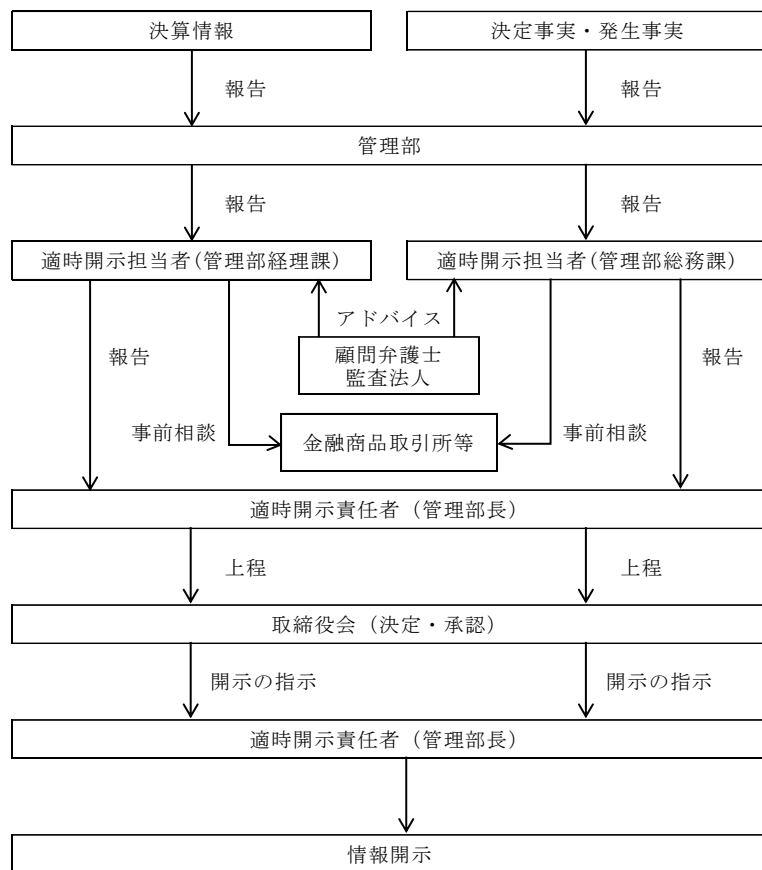 決算情報
決定事実・発生事実
報告
報告
管理部
報告
報告
適時開示担当者(管理部経理課)
適時開示担当者(管理部総務課)
アドバイス
顧問弁護士
監査法人
報告
報告
事前相談
金融商品取引所等
事前相談
適時開示責任者（管理部長）
上程
上程
取締役会（決定・承認）
開示の指示
開示の指示
適時開示責任者（管理部長）
情報開示